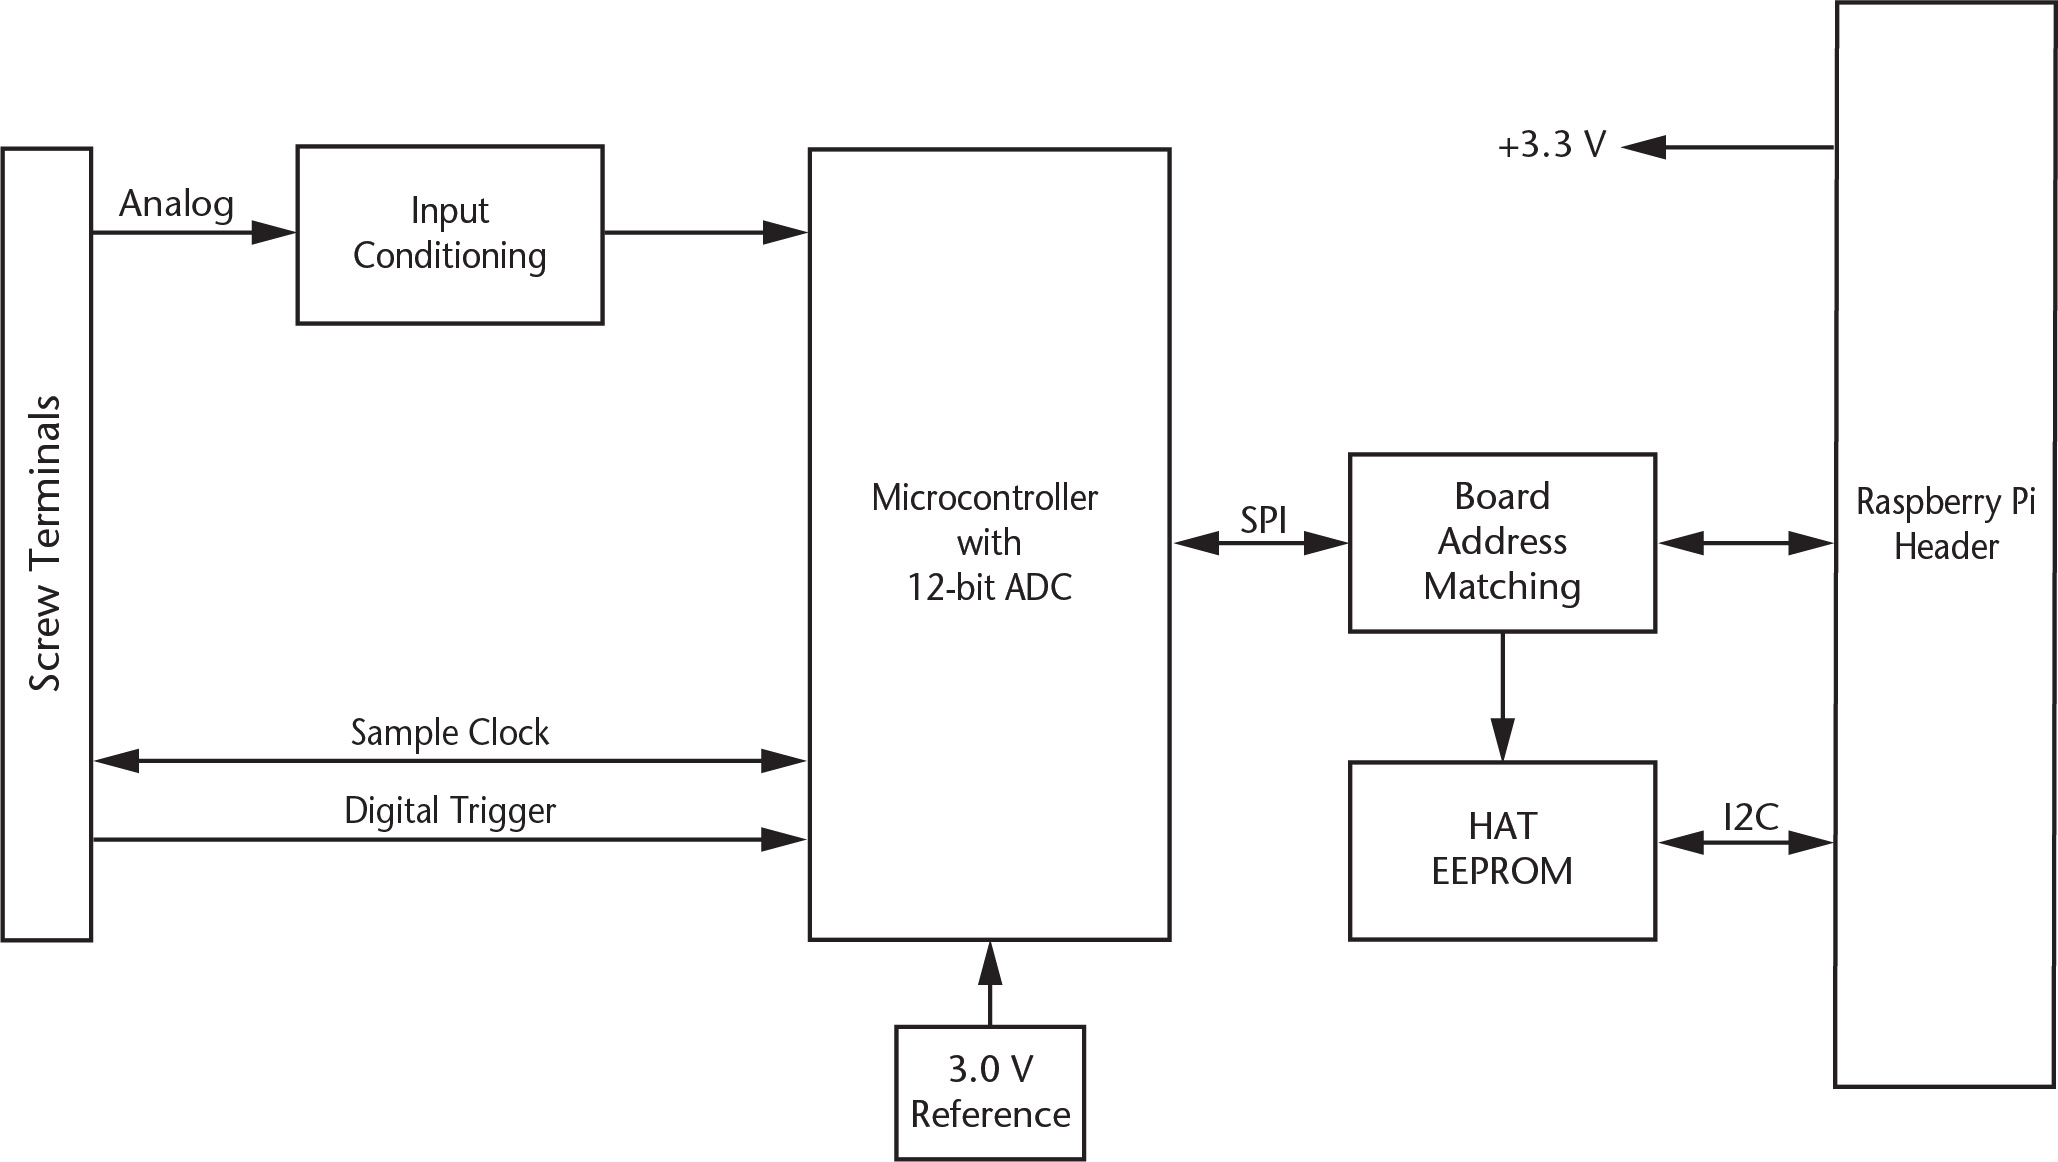 +3.3 V
Analog
Input
Conditioning
Screw Terminals
Microcontroller
with
12-bit ADC
SPI
Board
Address
Matching
Raspberry Pi
Header
Sample Clock
Digital Trigger
HAT
EEPROM
I2C
3.0 V
Reference